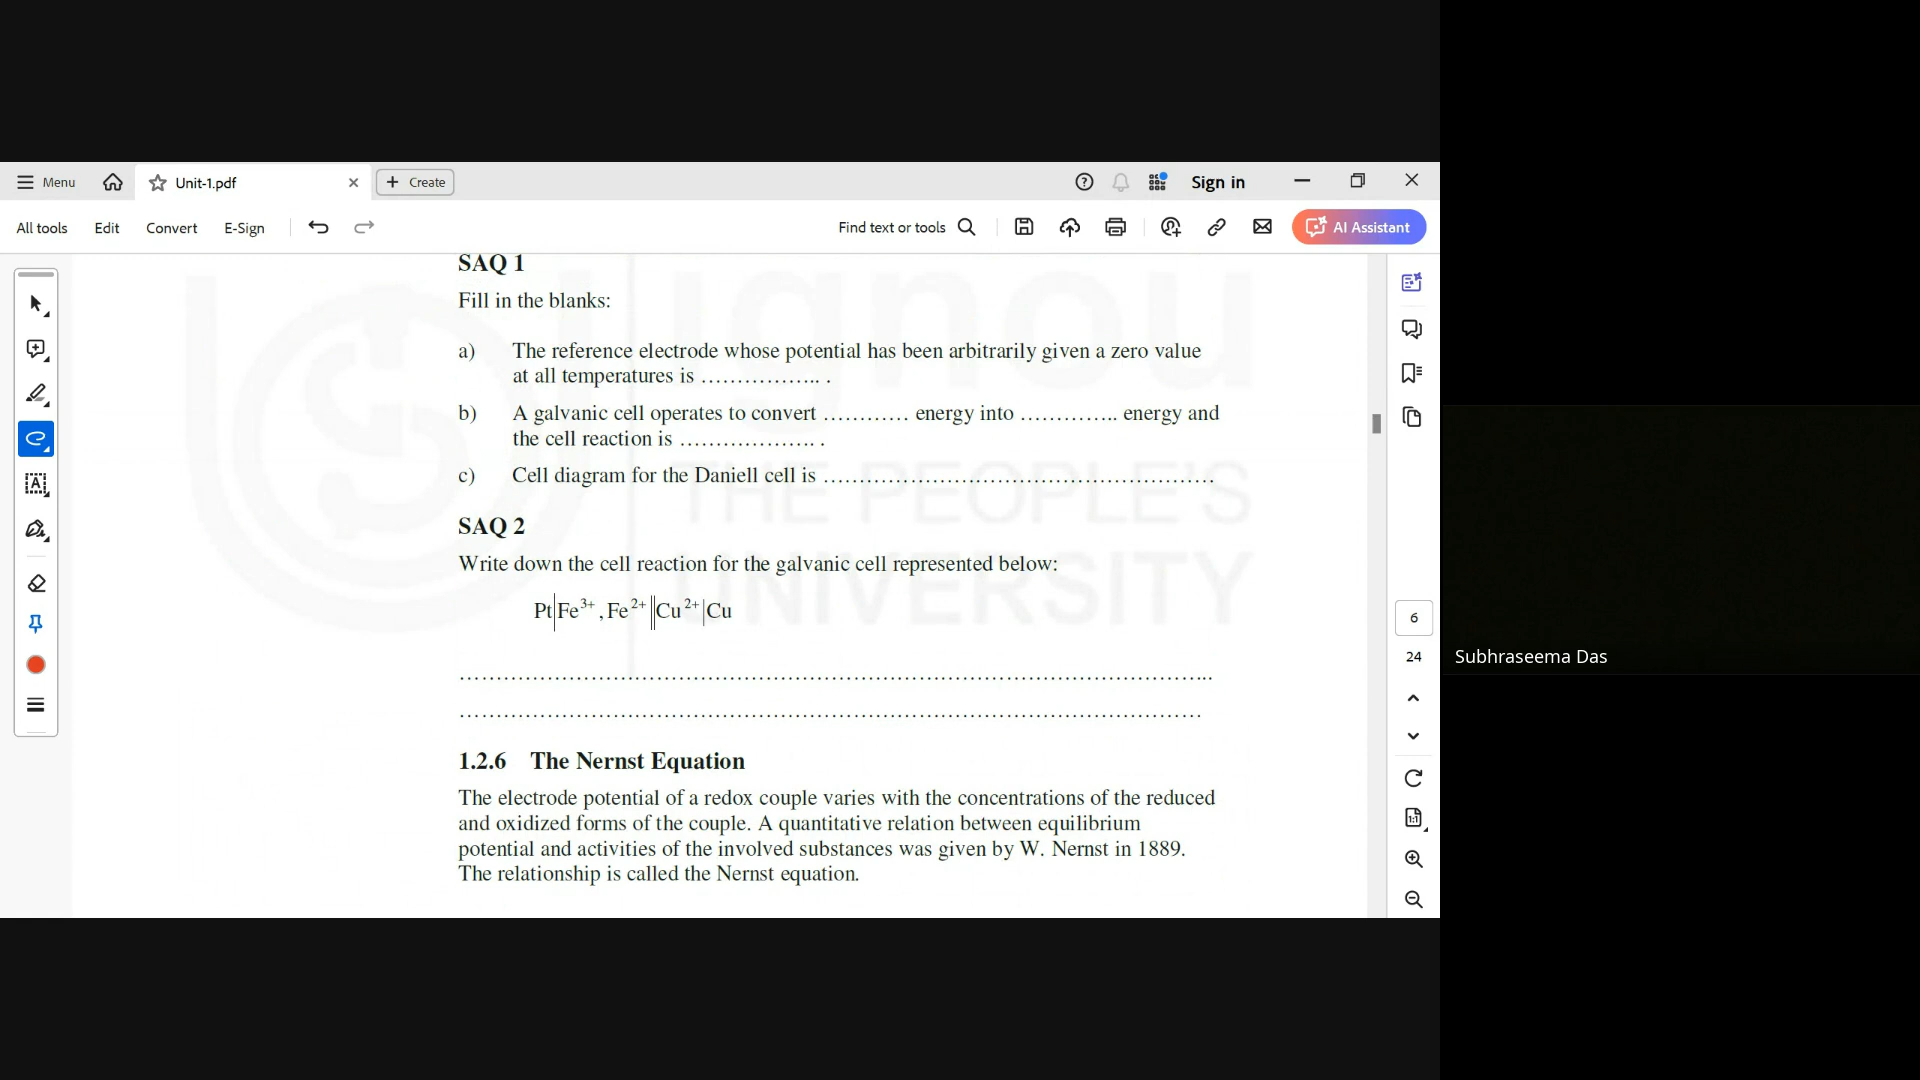 Menu
Unit-1.pdf
Create
Sign in
All tools
Edit
Convert
E-Sign
Find text or tools
AI Assistant
ignou
THE PEOPLE'S
UNIVERSITY
SAQ 1
Fill in the blanks:
a) The reference electrode whose potential has been arbitrarily given a zero value
at all temperatures is …………….. .
b) A galvanic cell operates to convert ………… energy into ………….. energy and
the cell reaction is ………………. .
c) Cell diagram for the Daniell cell is ………………………………………………
SAQ 2
Write down the cell reaction for the galvanic cell represented below:
Pt|Fe³⁺ , Fe²⁺||Cu²⁺|Cu
…………………………………………………………………………………………...
…………………………………………………………………………………………
1.2.6 The Nernst Equation
The electrode potential of a redox couple varies with the concentrations of the reduced
and oxidized forms of the couple. A quantitative relation between equilibrium
potential and activities of the involved substances was given by W. Nernst in 1889.
The relationship is called the Nernst equation.
6
24
Subhraseema Das